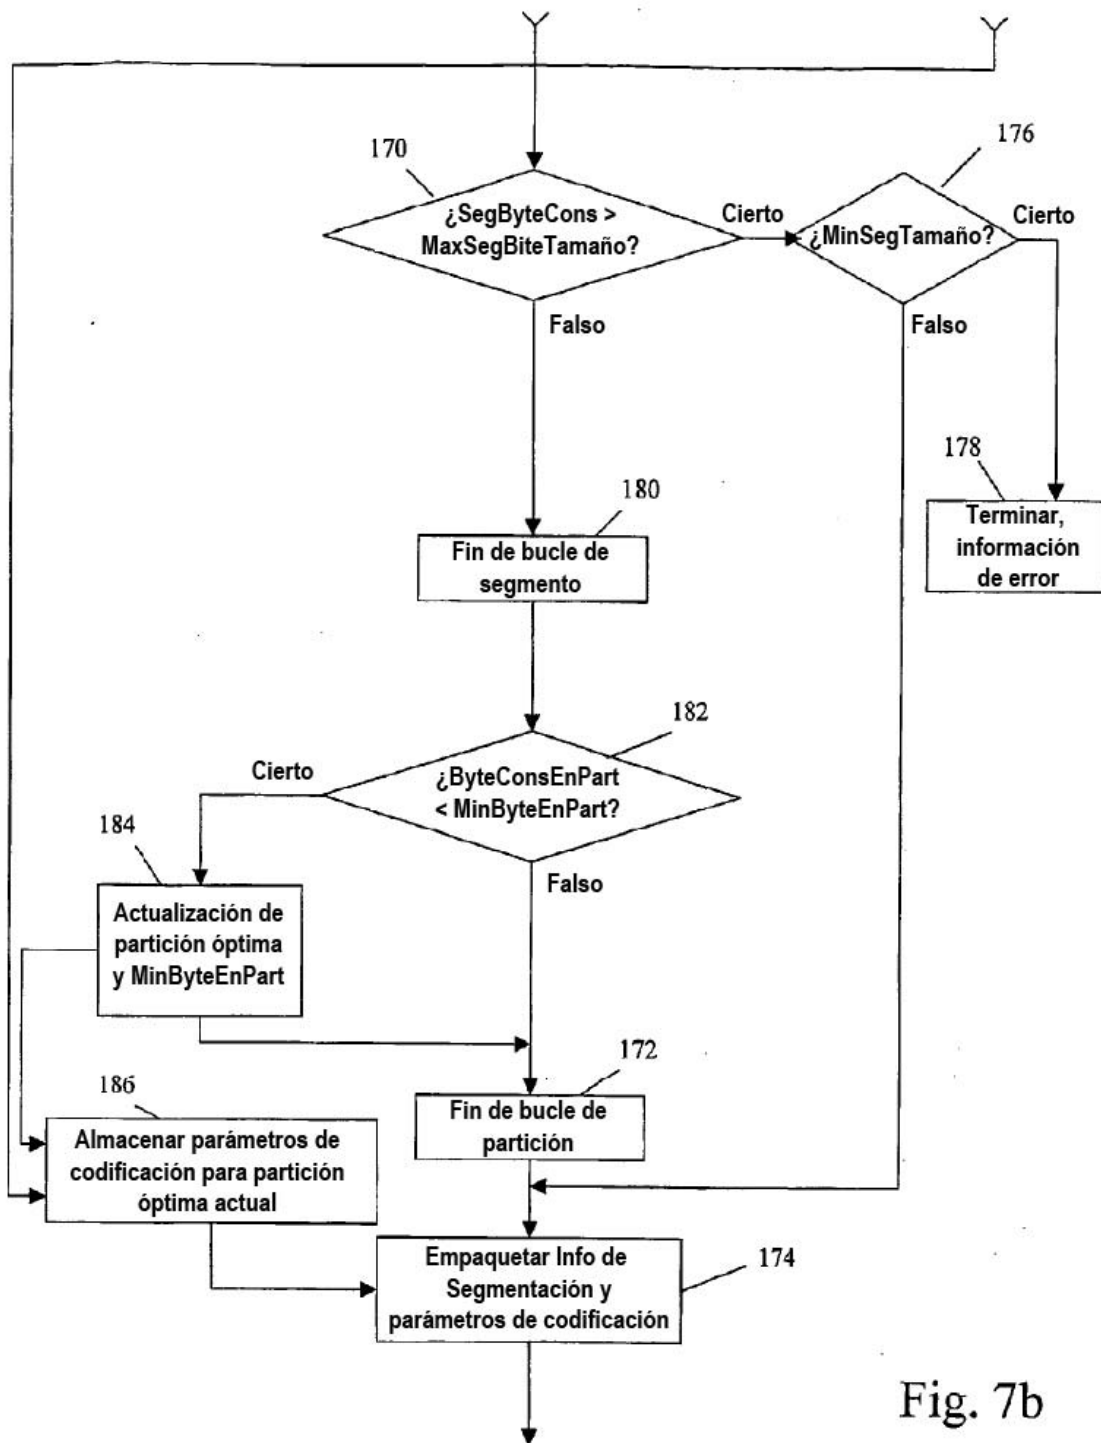 170
¿SegByteCons >
MaxSegBiteTamaño?
Cierto
176
¿MinSegTamaño?
Cierto
Falso
Falso
178
Terminar,
información
de error
180
Fin de bucle de
segmento
182
¿ByteConsEnPart
< MinByteEnPart?
Cierto
Falso
184
Actualización de
partición óptima
y MinByteEnPart
172
Fin de bucle de
partición
186
Almacenar parámetros de
codificación para partición
óptima actual
174
Empaquetar Info de
Segmentación y
parámetros de codificación
Fig. 7b